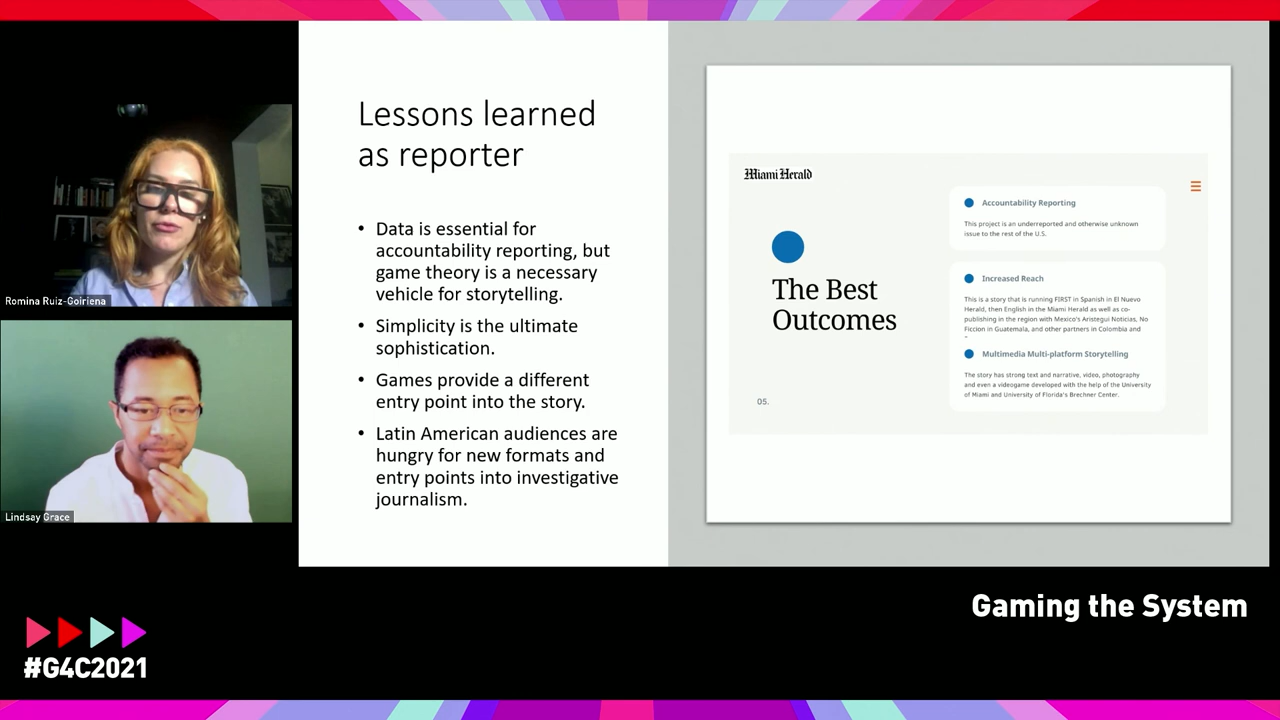 Romina Ruiz-Goiriena
Lindsay Grace
Lessons learned
as reporter
• Data is essential for
accountability reporting, but
game theory is a necessary
vehicle for storytelling.
• Simplicity is the ultimate
sophistication.
• Games provide a different
entry point into the story.
• Latin American audiences are
hungry for new formats and
entry points into investigative
journalism.
Miami Herald
The Best
Outcomes
05.
Accountability Reporting
This project is an underreported and otherwise unknown
issue to the rest of the U.S.
Increased Reach
This is a story that is running FIRST in Spanish in El Nuevo
Herald, then English in the Miami Herald as well as co-
publishing in the region with Mexico's Aristegui Noticias, No
Ficcion in Guatemala, and other partners in Colombia and
Multimedia Multi-platform Storytelling
The story has strong text and narrative, video, photography
and even a videogame developed with the help of the University
of Miami and University of Florida's Brechner Center.
Gaming the System
#G4C2021